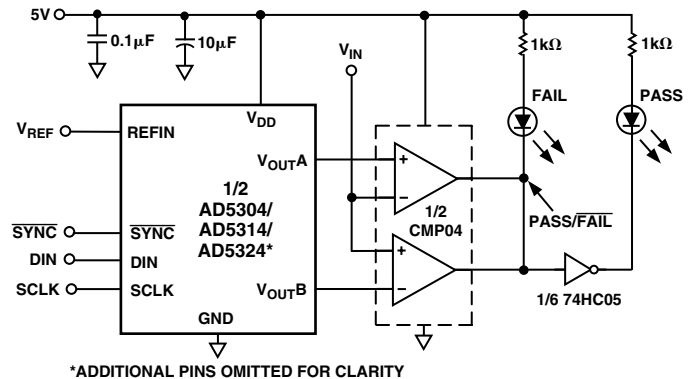 5V
0.1μF
10μF
VIN
1kΩ
1kΩ
FAIL
PASS
VREF
REFIN
VDD
VOUTA
1/2
AD5304/
AD5314/
AD5324*
SYNC
SYNC
DIN
DIN
SCLK
SCLK
VOUTB
GND
+
−
+
−
1/2
CMP04
PASS/FAIL
1/6 74HC05
*ADDITIONAL PINS OMITTED FOR CLARITY